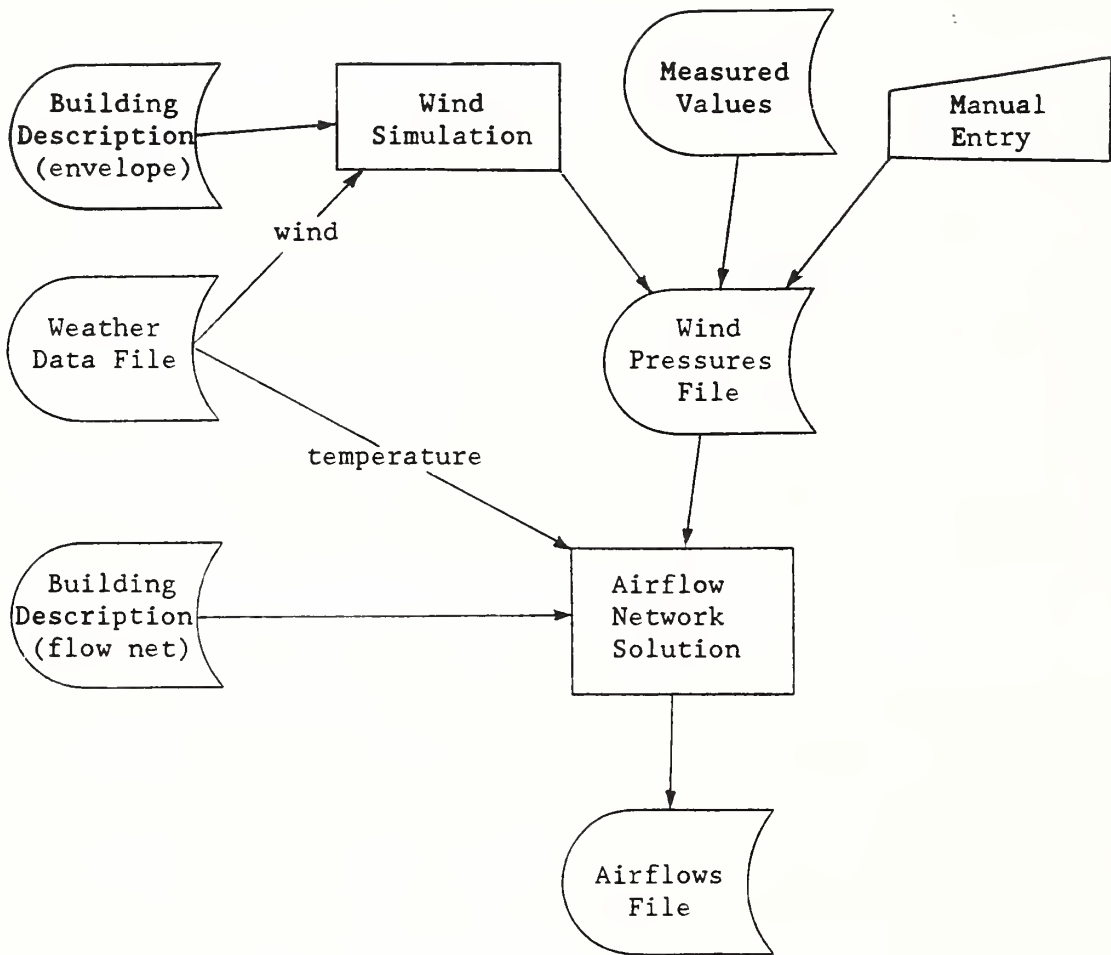 Building
Description
(envelope)
Wind
Simulation
Measured
Values
Manual
Entry
wind
Weather
Data File
Wind
Pressures
File
temperature
Building
Description
(flow net)
Airflow
Network
Solution
Airflows
File